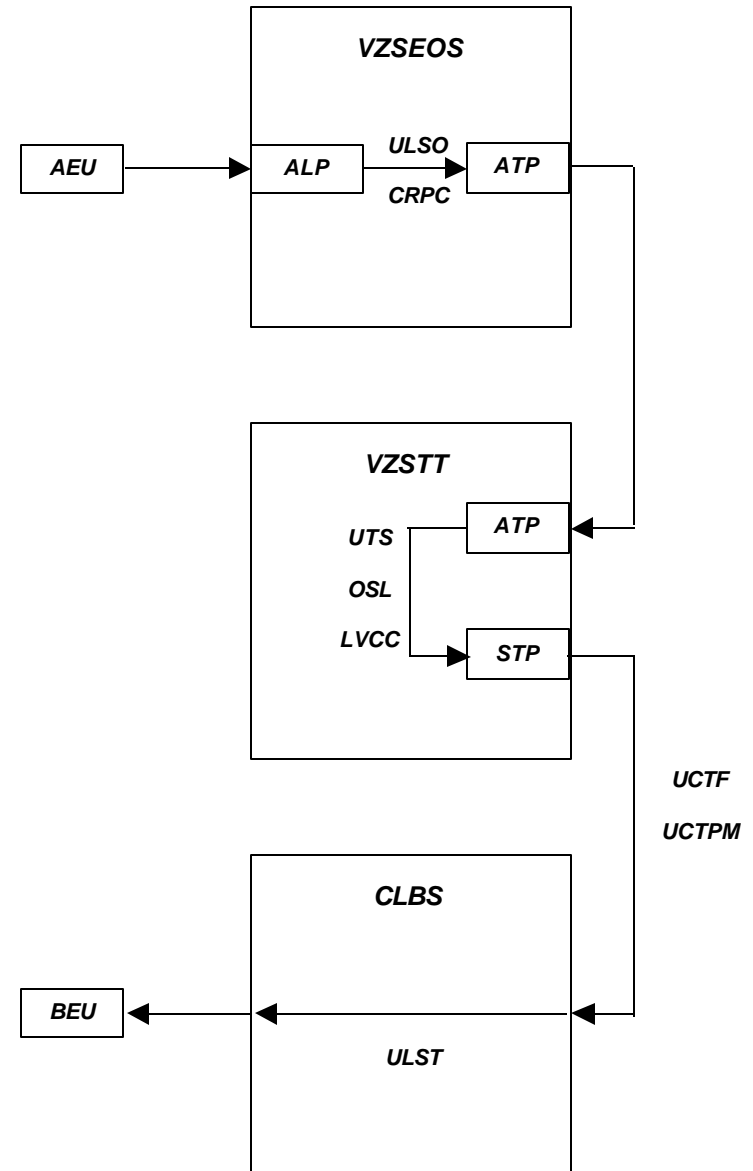 VZSEOS
ULSO
AEU
ALP
ATP
CRPC
VZSTT
ATP
UTS
OSL
LVCC
STP
UCTF
UCTPM
CLBS
BEU
ULST